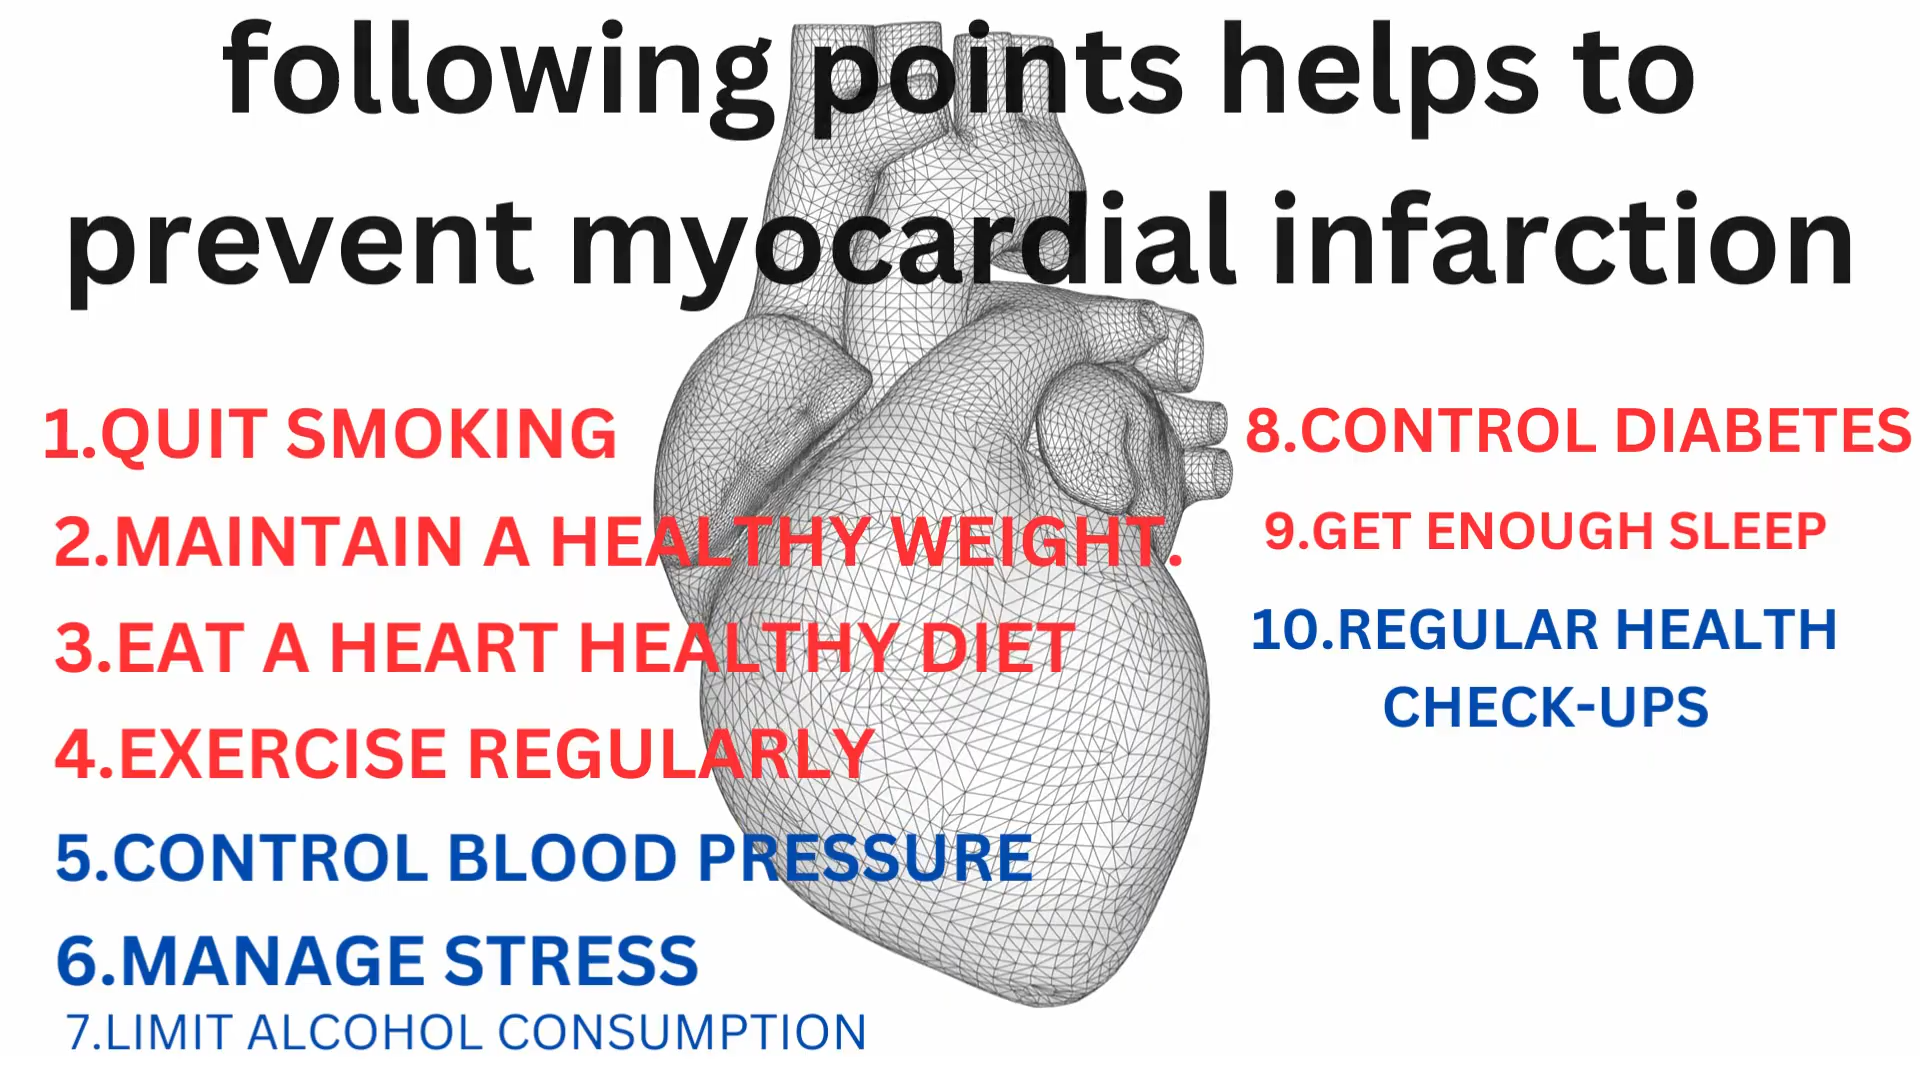 following points helps to
prevent myocardial infarction
1.QUIT SMOKING
2.MAINTAIN A HEALTHY WEIGHT.
3.EAT A HEART HEALTHY DIET
4.EXERCISE REGULARLY
5.CONTROL BLOOD PRESSURE
6.MANAGE STRESS
7.LIMIT ALCOHOL CONSUMPTION
8.CONTROL DIABETES
9.GET ENOUGH SLEEP
10.REGULAR HEALTH
CHECK-UPS